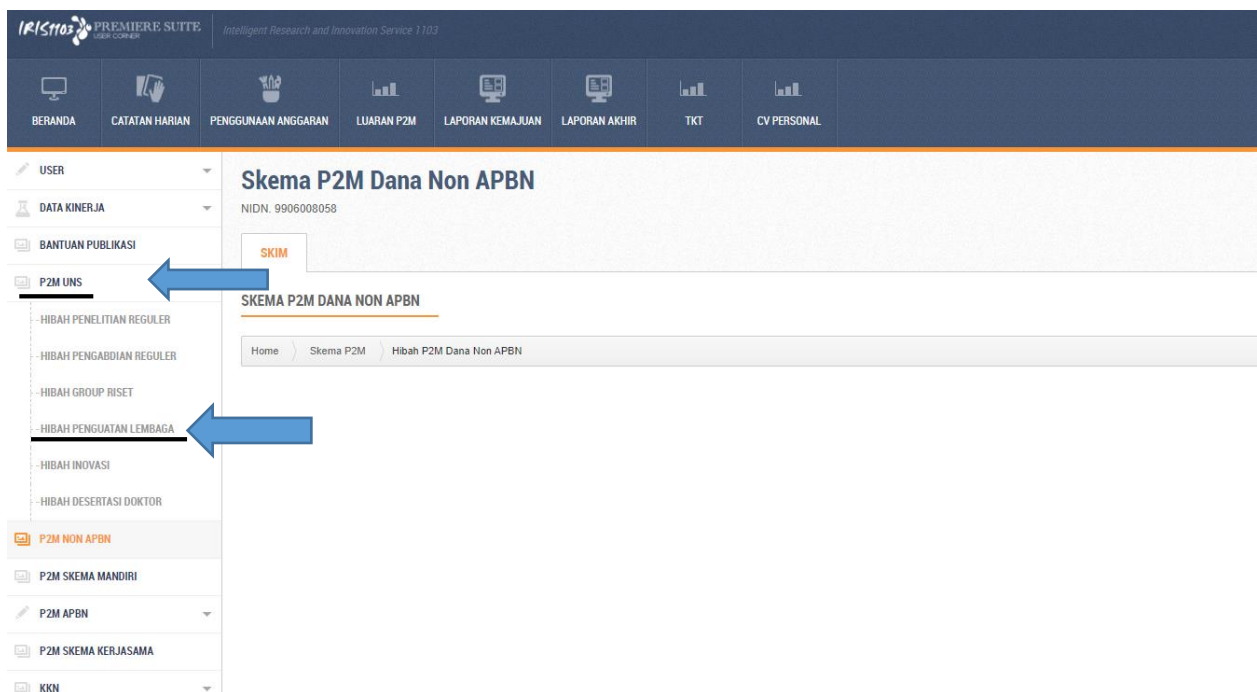 IRIS1103 PREMIERE SUITE
USER CORNER
Intelligent Research and Innovation Service 1103
BERANDA
CATATAN HARIAN
PENGGUNAAN ANGGARAN
LUARAN P2M
LAPORAN KEMAJUAN
LAPORAN AKHIR
TKT
CV PERSONAL
USER
DATA KINERJA
BANTUAN PUBLIKASI
P2M UNS
--HIBAH PENELITIAN REGULER
--HIBAH PENGABDIAN REGULER
--HIBAH GROUP RISET
--HIBAH PENGUATAN LEMBAGA
--HIBAH INOVASI
--HIBAH DESERTASI DOKTOR
P2M NON APBN
P2M SKEMA MANDIRI
P2M APBN
P2M SKEMA KERJASAMA
KKN
Skema P2M Dana Non APBN
NIDN. 9906008058
SKIM
SKEMA P2M DANA NON APBN
Home
Skema P2M
Hibah P2M Dana Non APBN